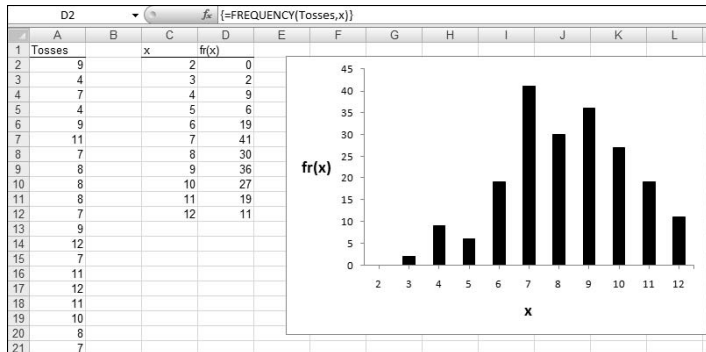 D2 fx {=FREQUENCY(Tosses,x)}
A B C D E F G H I J K L
1 Tosses x fr(x)
2 9 2 0
3 4 3 2
4 7 4 9
5 4 5 6
6 9 6 19
7 11 7 41
8 7 8 30
9 8 9 36
10 8 10 27
11 8 11 19
12 7 12 11
13 9
14 12
15 7
16 11
17 12
18 11
19 10
20 8
21 7
45
40
35
30
25
20
15
10
5
0
fr(x)
2 3 4 5 6 7 8 9 10 11 12
x